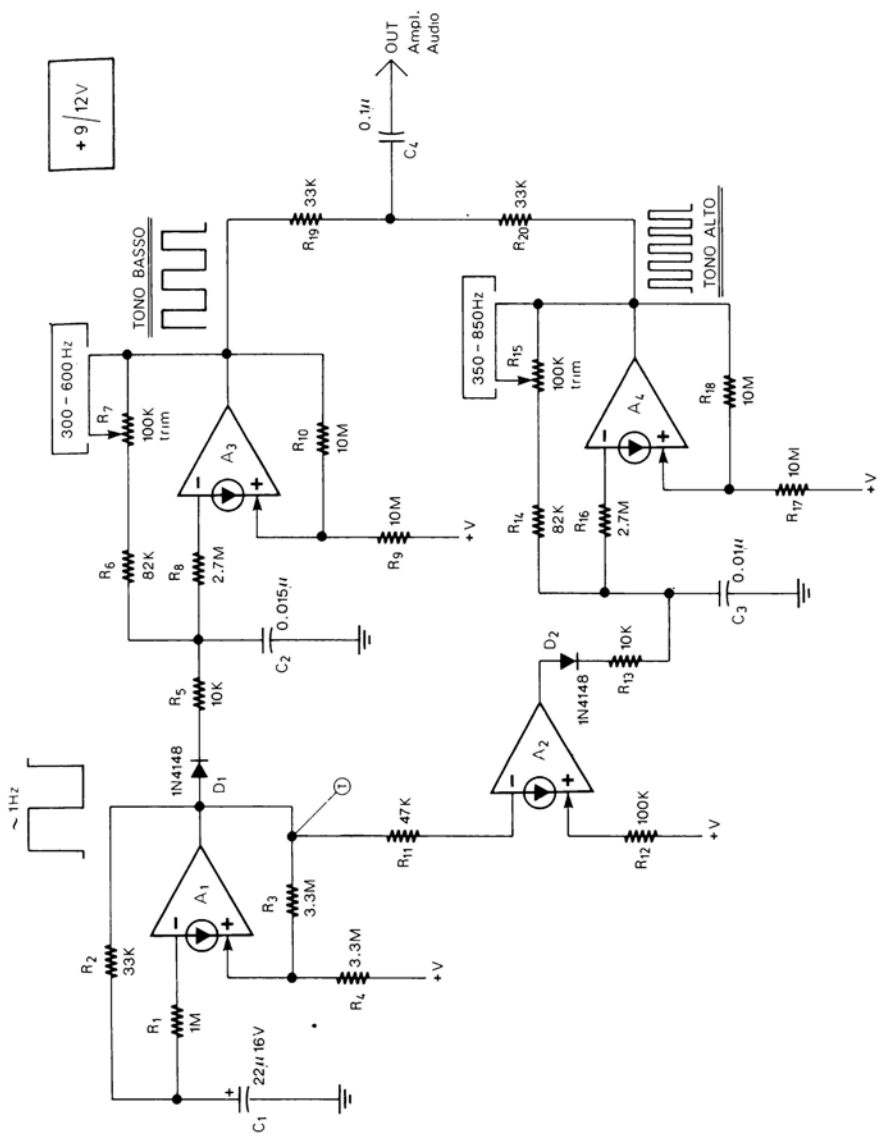 + 9/12V
~ 1Hz
R2
33K
R1
1M
C1
+
22µ 16V
A1
R3
3.3M
R4
3.3M
+V
1N4148
D1
R5
10K
1
R11
47K
A2
R12
100K
+V
D2
1N4148
R13
10K
C2
0.015µ
R6
82K
R7
100K
trim
300-600Hz
TONO BASSO
R8
2.7M
A3
R10
10M
R9
10M
+V
R14
82K
R15
100K
trim
350-850Hz
R16
2.7M
A4
R18
10M
R17
10M
+V
C3
0.01µ
TONO ALTO
R19
33K
R20
33K
C4
0.1µ
OUT
Ampl.
Audio